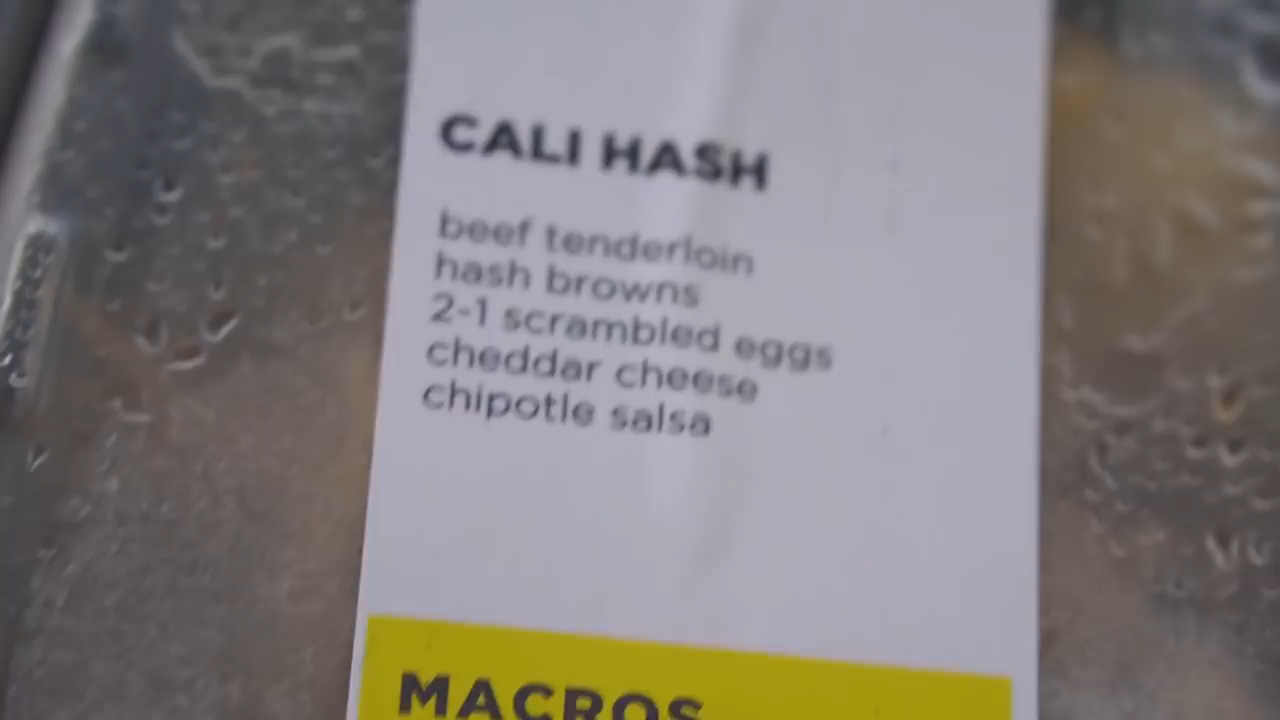 CALI HASH
beef tenderloin
hash browns
2-1 scrambled eggs
cheddar cheese
chipotle salsa
MACROS